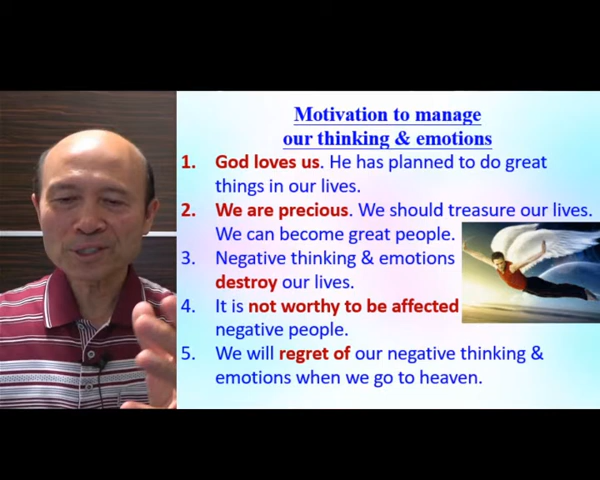 Motivation to manage
our thinking & emotions
1. God loves us. He has planned to do great
things in our lives.
2. We are precious. We should treasure our lives.
We can become great people.
3. Negative thinking & emotions
destroy our lives.
4. It is not worthy to be affected
negative people.
5. We will regret of our negative thinking &
emotions when we go to heaven.